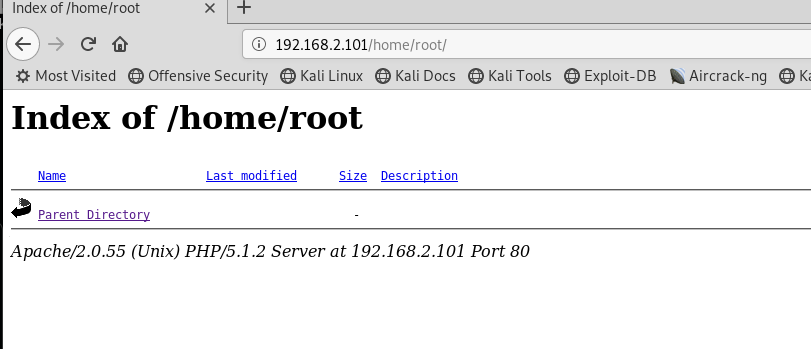 Index of /home/root
192.168.2.101/home/root/
Most Visited Offensive Security Kali Linux Kali Docs Kali Tools Exploit-DB Aircrack-ng
Index of /home/root
Name Last modified Size Description
Parent Directory -
Apache/2.0.55 (Unix) PHP/5.1.2 Server at 192.168.2.101 Port 80